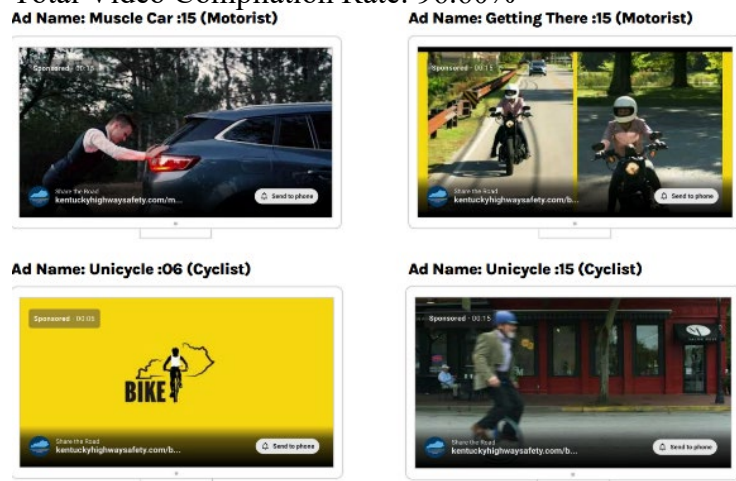 Total Video Compilation Rate: 96.60%
Ad Name: Muscle Car :15 (Motorist)
Ad Name: Getting There :15 (Motorist)
Sponsored · 00:15
Sponsored · 00:15
Share the Road
kentuckyhighwaysafety.com/m...
Send to phone
Share the Road
kentuckyhighwaysafety.com/b...
Send to phone
Ad Name: Unicycle :06 (Cyclist)
Ad Name: Unicycle :15 (Cyclist)
Sponsored · 00:05
Sponsored · 00:15
BIKE
Share the Road
kentuckyhighwaysafety.com/b...
Send to phone
Share the Road
kentuckyhighwaysafety.com/b...
Send to phone